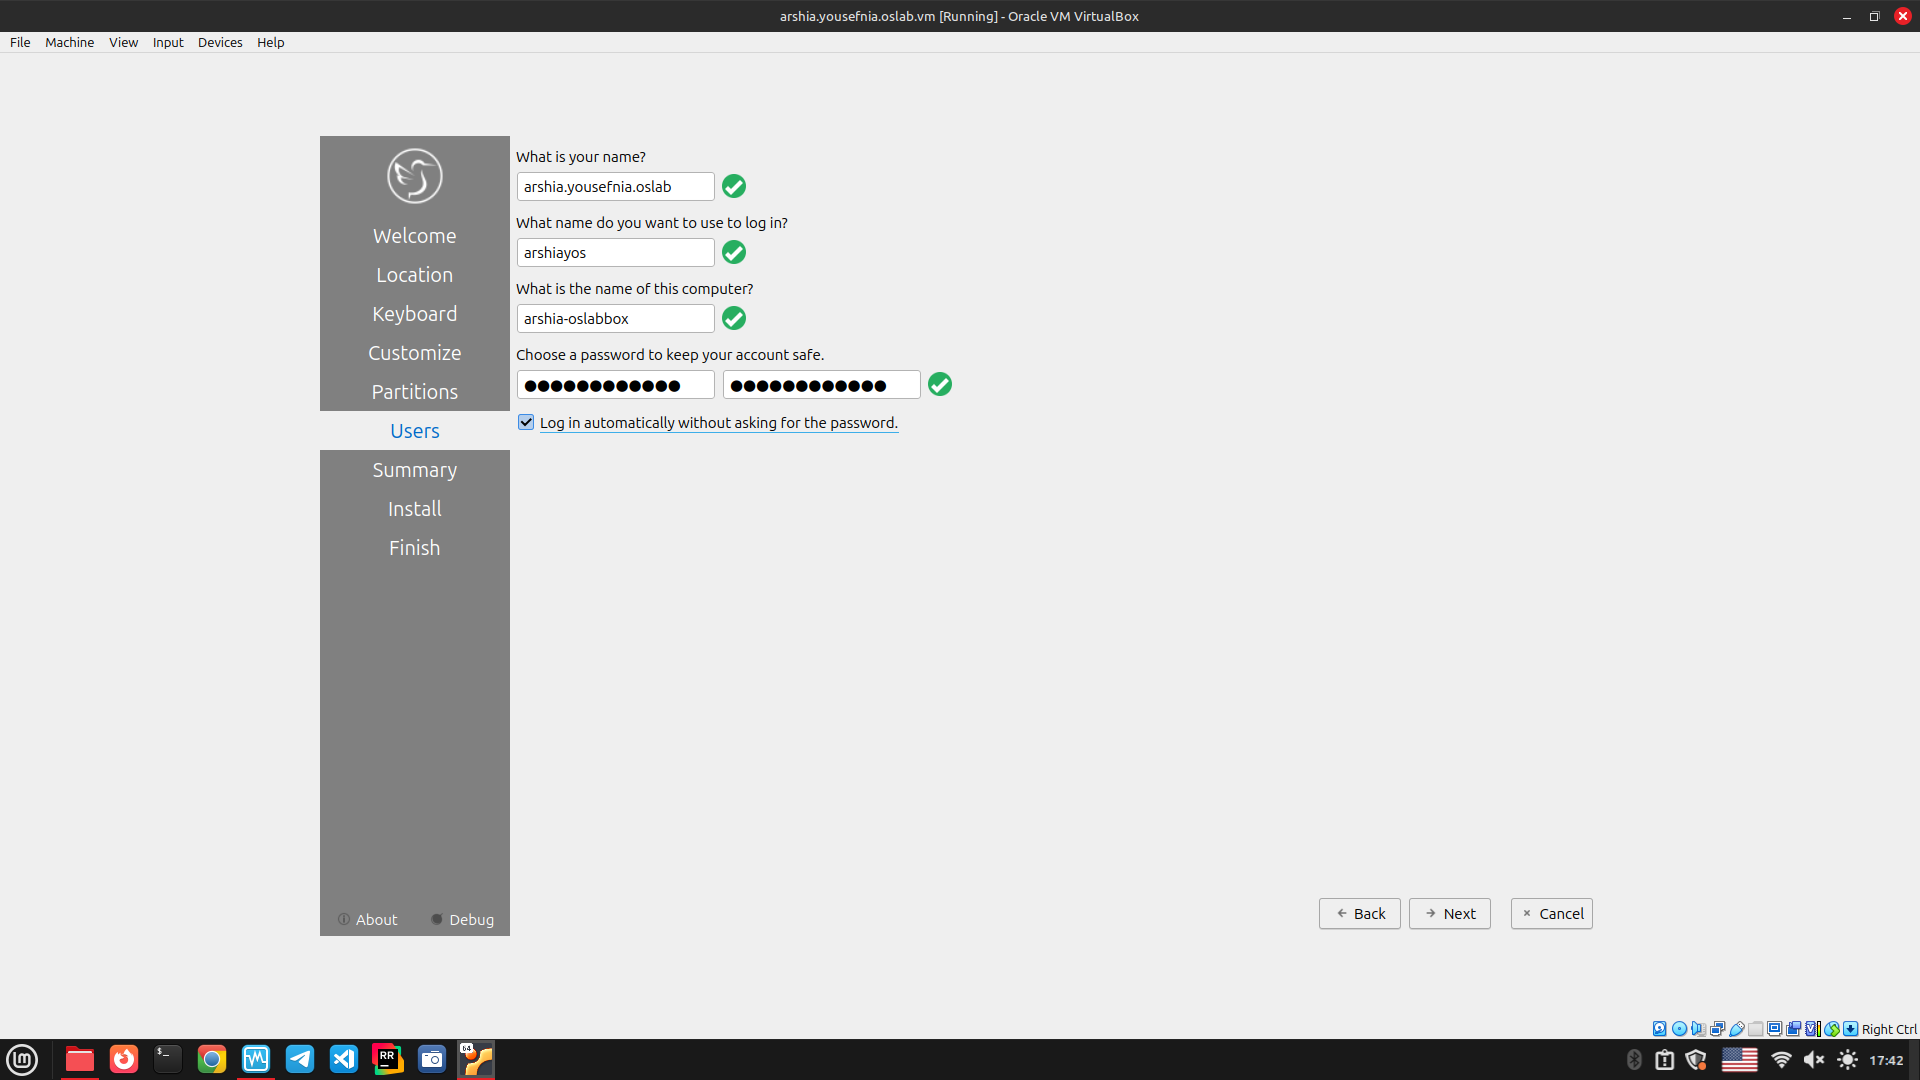 arshia.yousefnia.oslab.vm [Running] - Oracle VM VirtualBox
File Machine View Input Devices Help
Welcome
Location
Keyboard
Customize
Partitions
Users
Summary
Install
Finish
About Debug
What is your name?
arshia.yousefnia.oslab
What name do you want to use to log in?
arshiayos
What is the name of this computer?
arshia-oslabbox
Choose a password to keep your account safe.
●●●●●●●●●●●● ●●●●●●●●●●●●
Log in automatically without asking for the password.
Back Next Cancel
Right Ctrl
RR
64
17:42